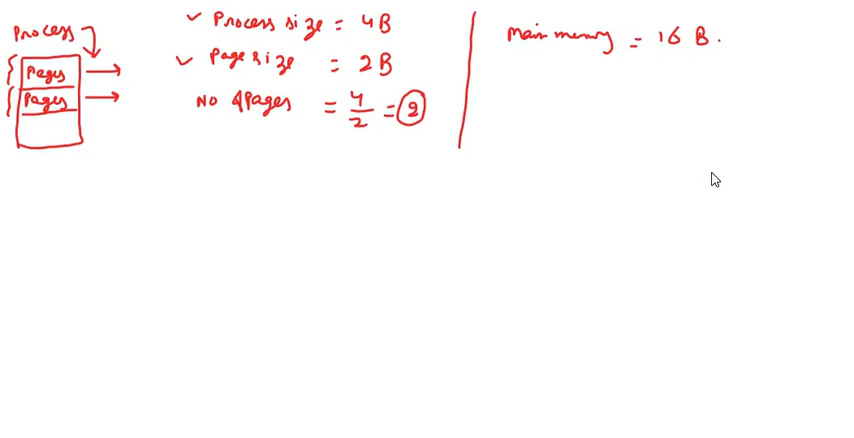 Process
Pages
Pages
✓ Process size = 4B
✓ Page size = 2B
No of Pages = 4/2 = 2
Main memory = 16 B.